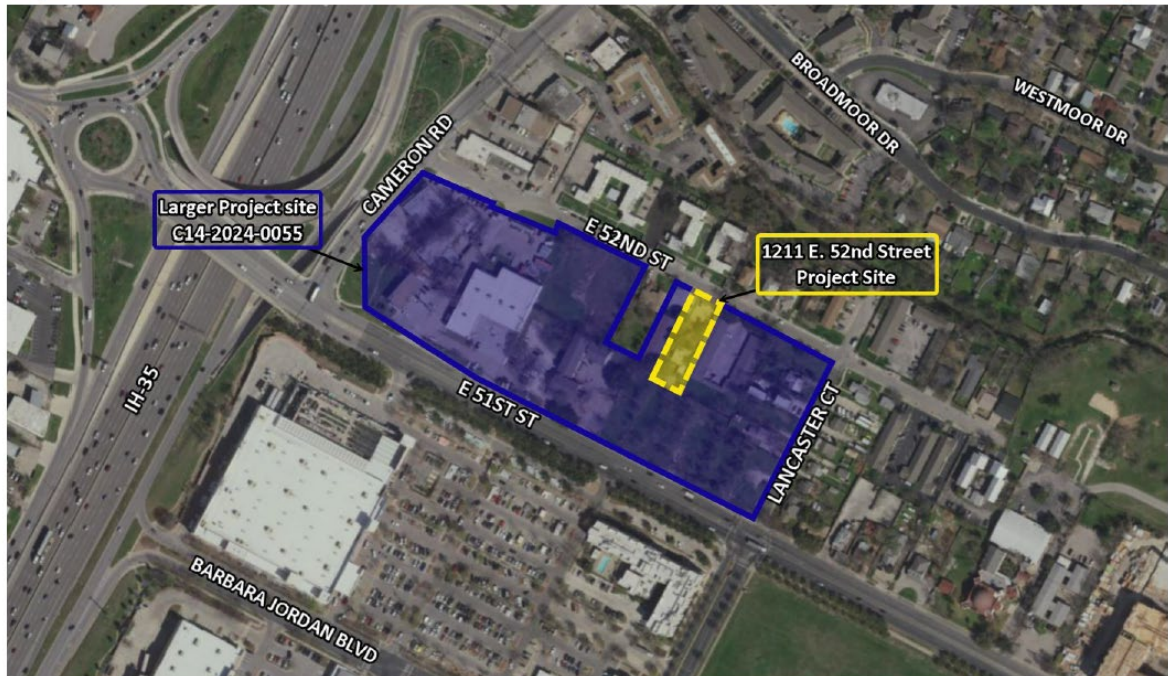 BROADMOOR DR
WESTMOOR DR
CAMERON RD
Larger Project site
C14-2024-0055
E 52ND ST
1211 E. 52nd Street
Project Site
IH-35
E 51ST ST
LANCASTER CT
BARBARA JORDAN BLVD